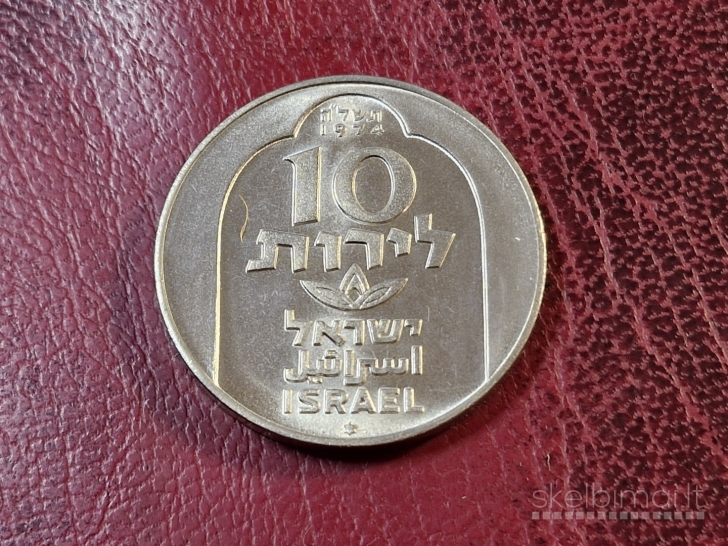 תשל"ה
1974
10
לירות
ישראל
اسرائيل
ISRAEL
skelbimai.lt